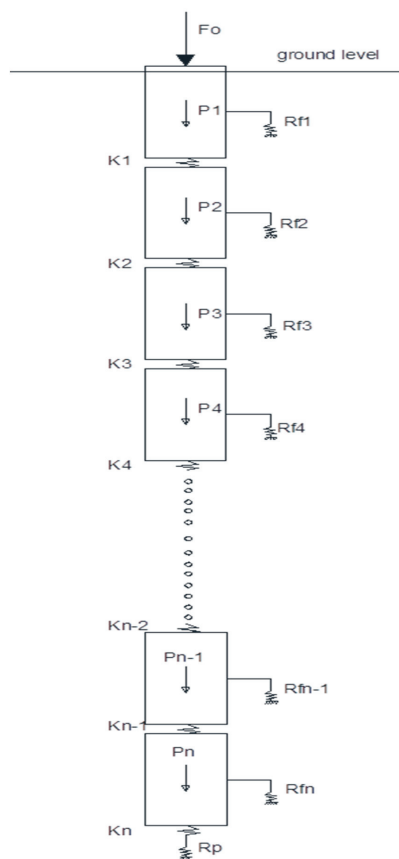 Fo
ground level
P1
Rf1
K1
P2
Rf2
K2
P3
Rf3
K3
P4
Rf4
K4
Kn-2
Pn-1
Rfn-1
Kn-1
Pn
Rfn
Kn
Rp